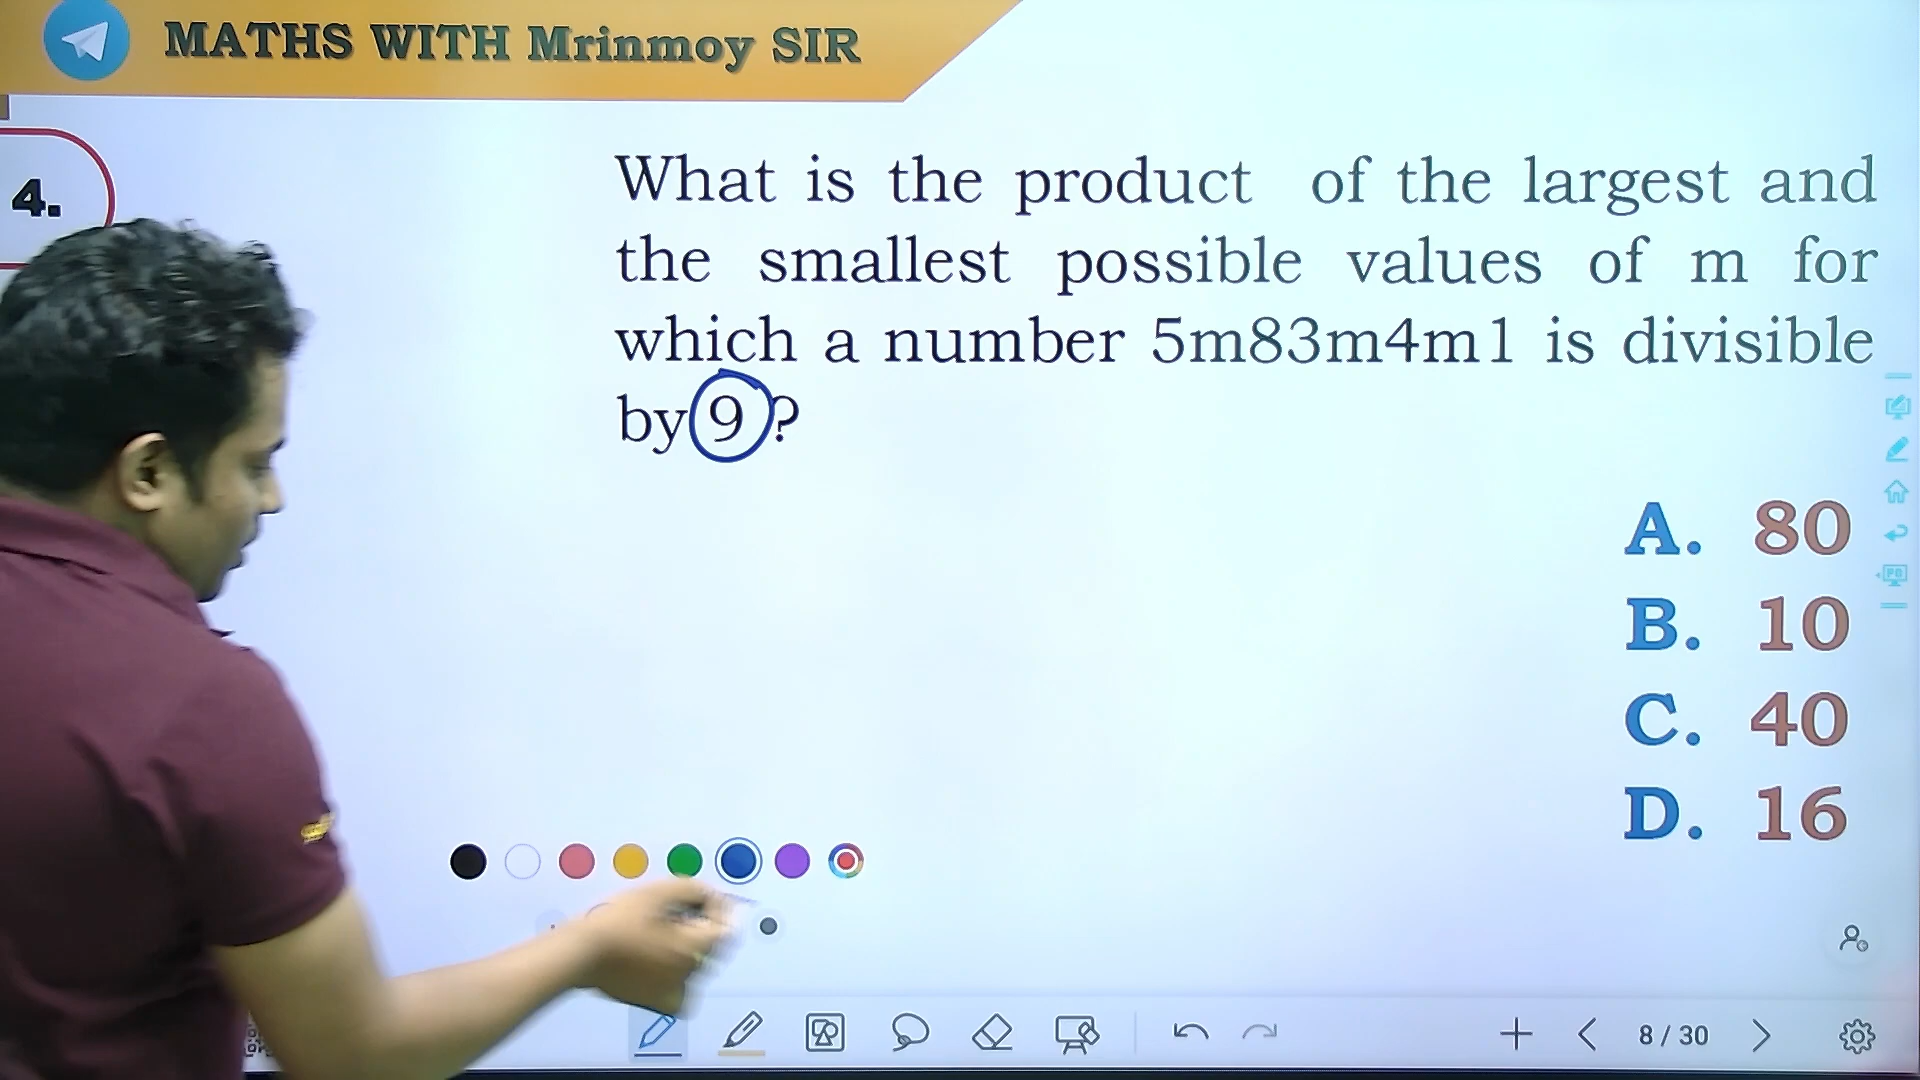 MATHS WITH Mrinmoy SIR
4.
What is the product of the largest and
the smallest possible values of m for
which a number 5m83m4m1 is divisible
by 9 ?
A. 80
B. 10
C. 40
D. 16
8 / 30